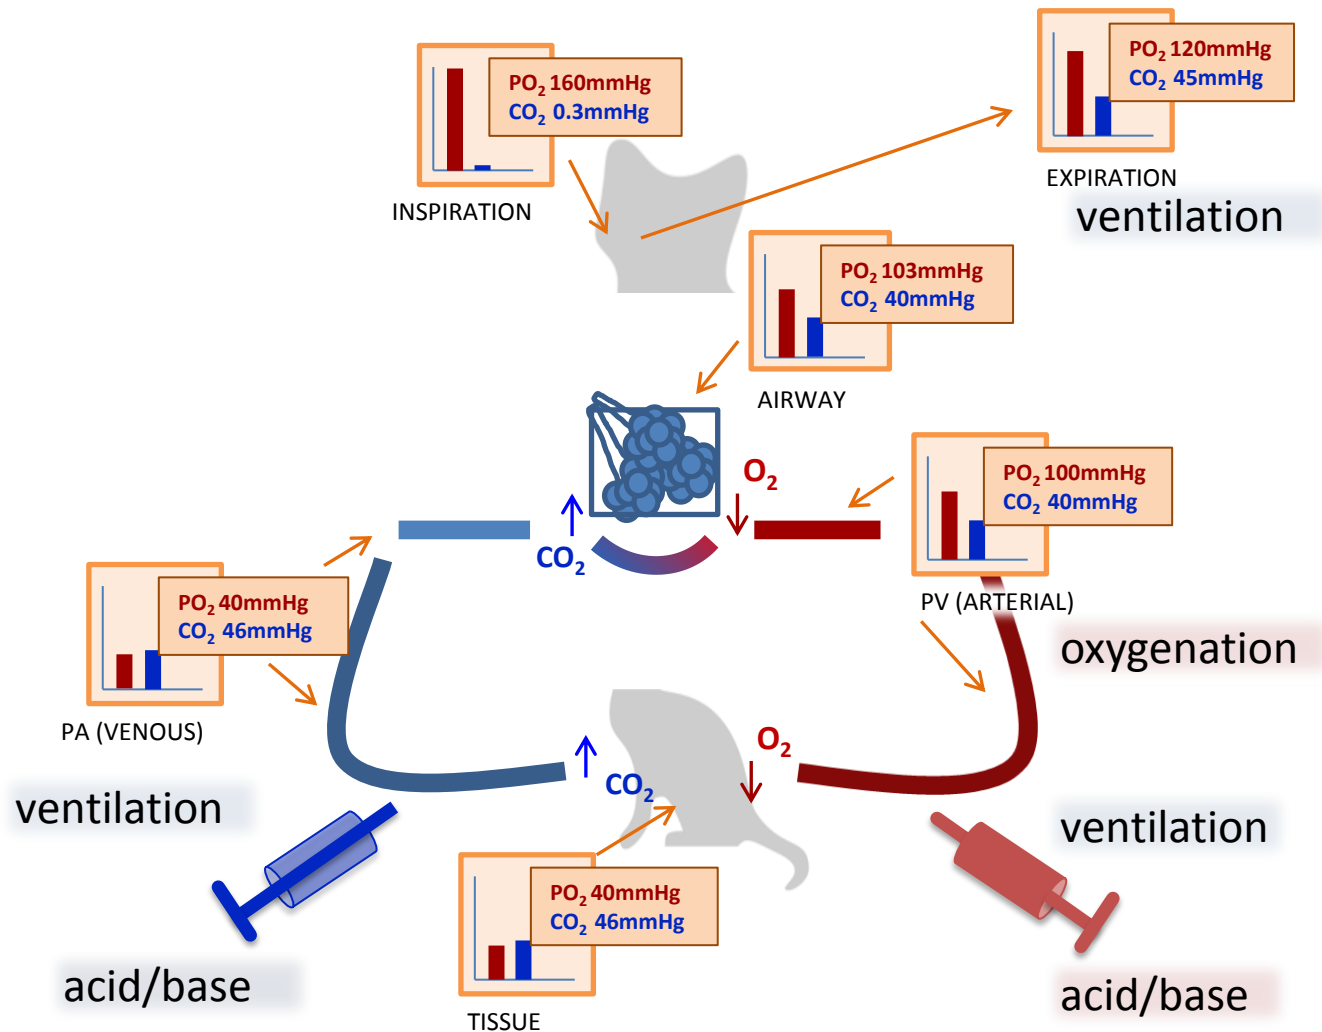 PO₂ 160mmHg
CO₂ 0.3mmHg
INSPIRATION
PO₂ 120mmHg
CO₂ 45mmHg
EXPIRATION
ventilation
PO₂ 103mmHg
CO₂ 40mmHg
AIRWAY
O₂
CO₂
PO₂ 100mmHg
CO₂ 40mmHg
PV (ARTERIAL)
oxygenation
PO₂ 40mmHg
CO₂ 46mmHg
PA (VENOUS)
O₂
CO₂
ventilation
ventilation
PO₂ 40mmHg
CO₂ 46mmHg
TISSUE
acid/base
acid/base